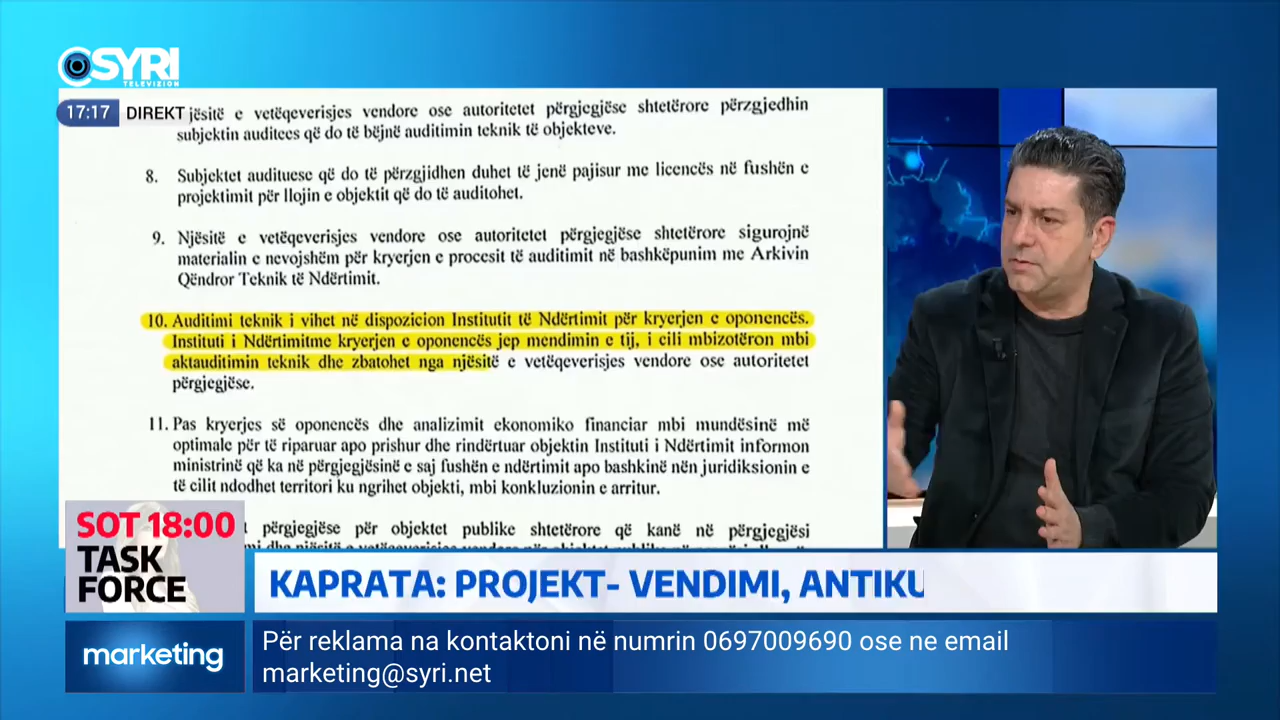 SYRI
TELEVIZION
17:17 DIREKT
jësitë e vetëqeverisjes vendore ose autoritetet përgjegjëse shtetërore përzgjedhin
subjektin auditees që do të bëjnë auditimin teknik të objekteve.
8. Subjektet audituese që do të përzgjidhen duhet të jenë pajisur me licencës në fushën e
projektimit për llojin e objektit që do të auditohet.
9. Njësitë e vetëqeverisjes vendore ose autoritetet përgjegjëse shtetërore sigurojnë
materialin e nevojshëm për kryerjen e procesit të auditimit në bashkëpunim me Arkivin
Qëndror Teknik të Ndërtimit.
10. Auditimi teknik i vihet në dispozicion Institutit të Ndërtimit për kryerjen e oponencës.
Instituti i Ndërtimitme kryerjen e oponencës jep mendimin e tij, i cili mbizotëron mbi
aktauditimin teknik dhe zbatohet nga njësitë e vetëqeverisjes vendore ose autoritetet
përgjegjëse.
11. Pas kryerjes së oponencës dhe analizimit ekonomiko financiar mbi mundësinë më
optimale për të riparuar apo prishur dhe rindërtuar objektin Instituti i Ndërtimit informon
ministrinë që ka në përgjegjësinë e saj fushën e ndërtimit apo bashkinë nën juridiksionin e
të cilit ndodhet territori ku ngrihet objekti, mbi konkluzionin e arritur.
përgjegjëse për objektet publike shtetërore që kanë në përgjegjësi
SOT 18:00
TASK
FORCE
KAPRATA: PROJEKT- VENDIMI, ANTIKU
marketing
Për reklama na kontaktoni në numrin 0697009690 ose ne email
marketing@syri.net